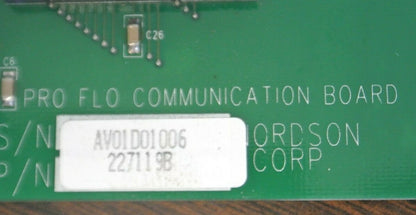 C26
C6
PRO FLO COMMUNICATION BOARD
S/N AV01D01006 NORDSON
P/N 227119B CORP.